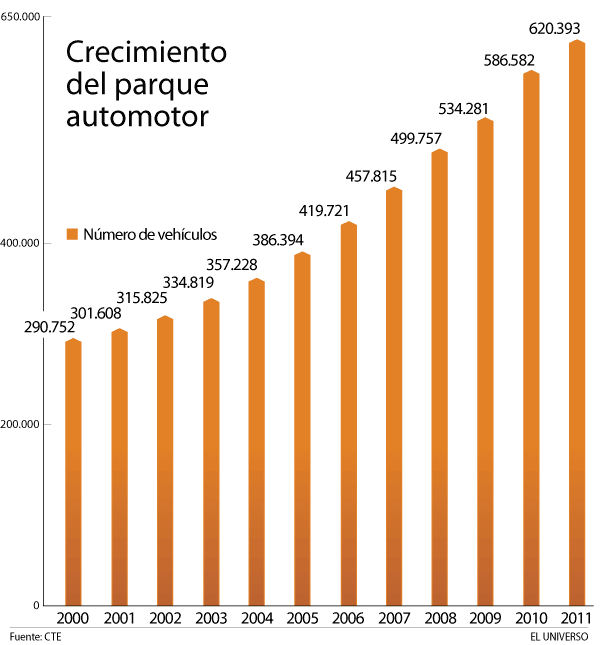 650.000
Crecimiento
del parque
automotor
Número de vehículos
400.000
200.000
0
290.752
301.608
315.825
334.819
357.228
386.394
419.721
457.815
499.757
534.281
586.582
620.393
2000 2001 2002 2003 2004 2005 2006 2007 2008 2009 2010 2011
Fuente: CTE EL UNIVERSO